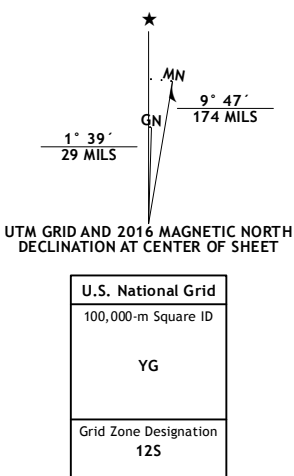 ★
MN
GN
9° 47´
174 MILS
1° 39´
29 MILS
UTM GRID AND 2016 MAGNETIC NORTH
DECLINATION AT CENTER OF SHEET
U.S. National Grid
100,000-m Square ID
YG
Grid Zone Designation
12S